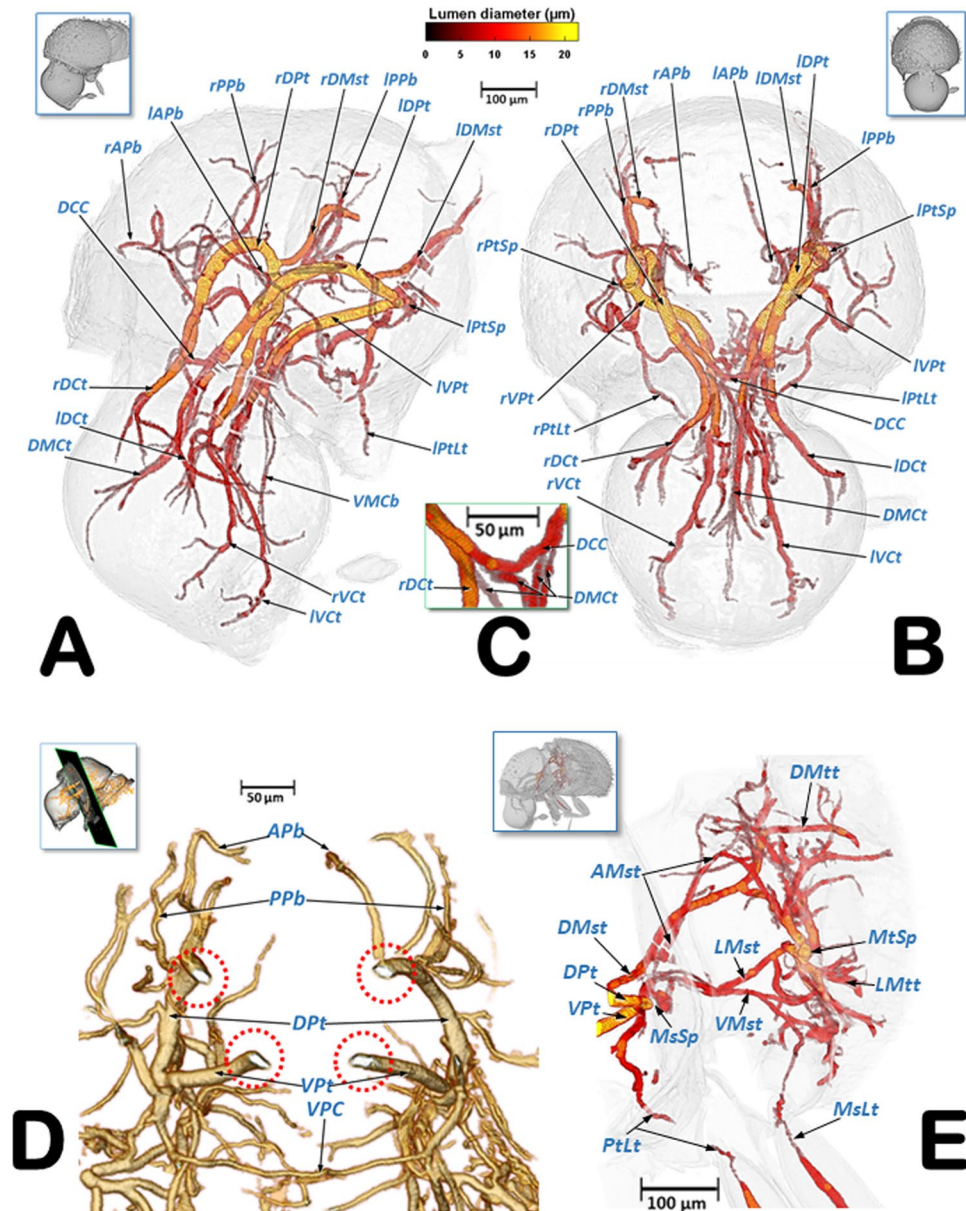 Lumen diameter (µm)
0 5 10 15 20
100 µm
rPPb
rDPt
rDMst
lPPb
lAPb
lDPt
rAPb
lDMst
DCC
lPtSp
rDCt
lVPt
lDCt
DMCt
lPtLt
VMCb
rVCt
lVCt
A
lDPt
rAPb
lAPb
lDMst
rDMst
rPPb
rDPt
lPPb
lPtSp
rPtSp
lVPt
rVPt
lPtLt
rPtLt
DCC
rDCt
lDCt
rVCt
DMCt
lVCt
B
50 µm
DCC
rDCt
DMCt
C
50 µm
APb
PPb
DPt
VPt
VPC
D
DMtt
AMst
DMst
LMst
MtSp
DPt
LMtt
VPt
MsSp
VMst
MsLt
PtLt
100 µm
E